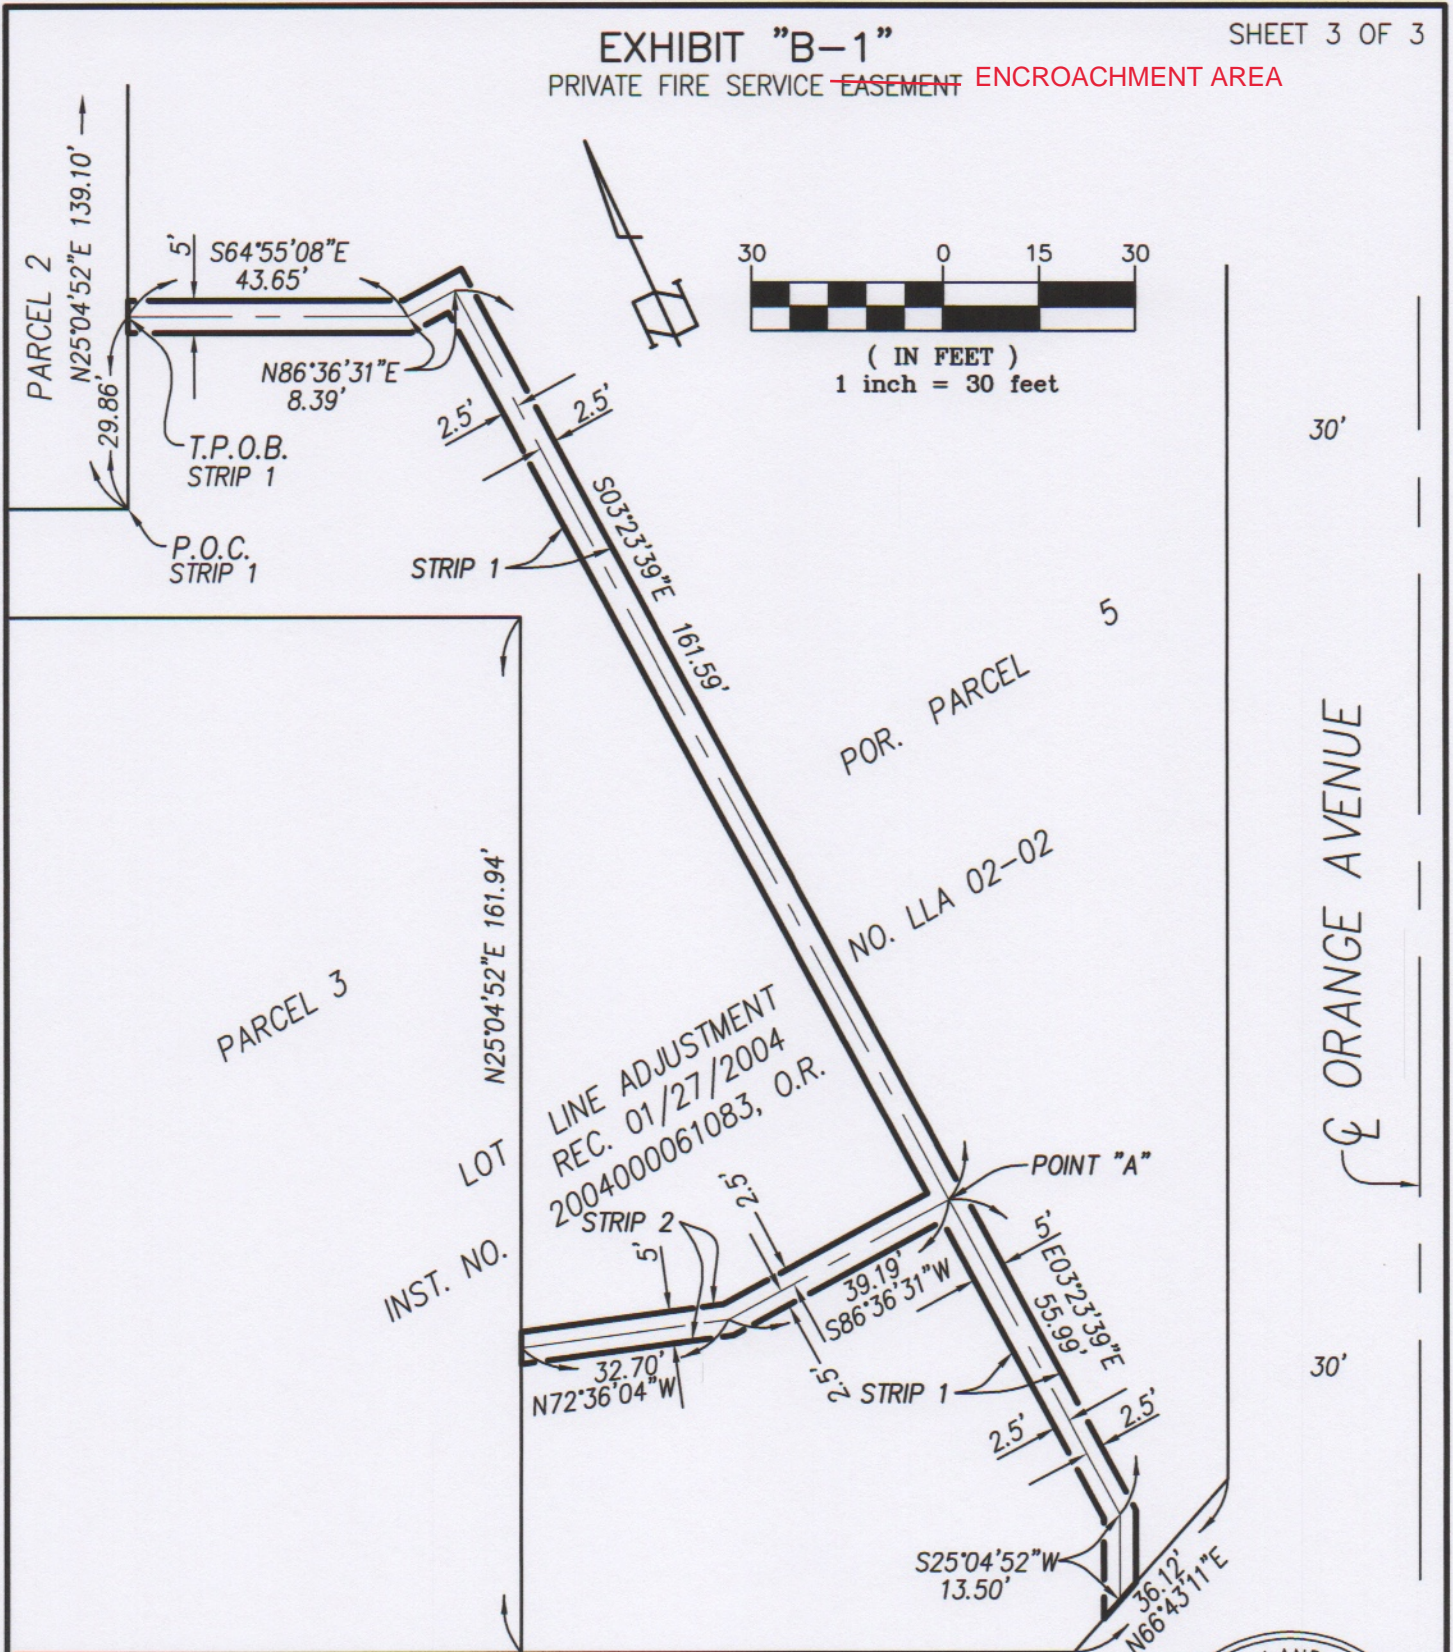 SHEET 3 OF 3
EXHIBIT "B-1"
PRIVATE FIRE SERVICE EASEMENT ENCROACHMENT AREA
PARCEL 2
N25°04'52"E 139.10'
29.86'
5'
S64°55'08"E
43.65'
N86°36'31"E
8.39'
T.P.O.B.
STRIP 1
P.O.C.
STRIP 1
30 0 15 30
( IN FEET )
1 inch = 30 feet
2.5'
2.5'
30'
STRIP 1
S03°23'39"E 161.59'
POR. PARCEL 5
NO. LLA 02-02
ORANGE AVENUE
℄
N25°04'52"E 161.94'
PARCEL 3
LOT LINE ADJUSTMENT
REC. 01/27/2004
INST. NO. 2004000061083, O.R.
POINT "A"
STRIP 2
2.5'
5'
39.19'
S86°36'31"W
2.5'
32.70'
N72°36'04"W
5'
E03°23'39"E
55.99'
STRIP 1
2.5'
2.5'
30'
S25°04'52"W
13.50'
36.12'
N66°43'11"E